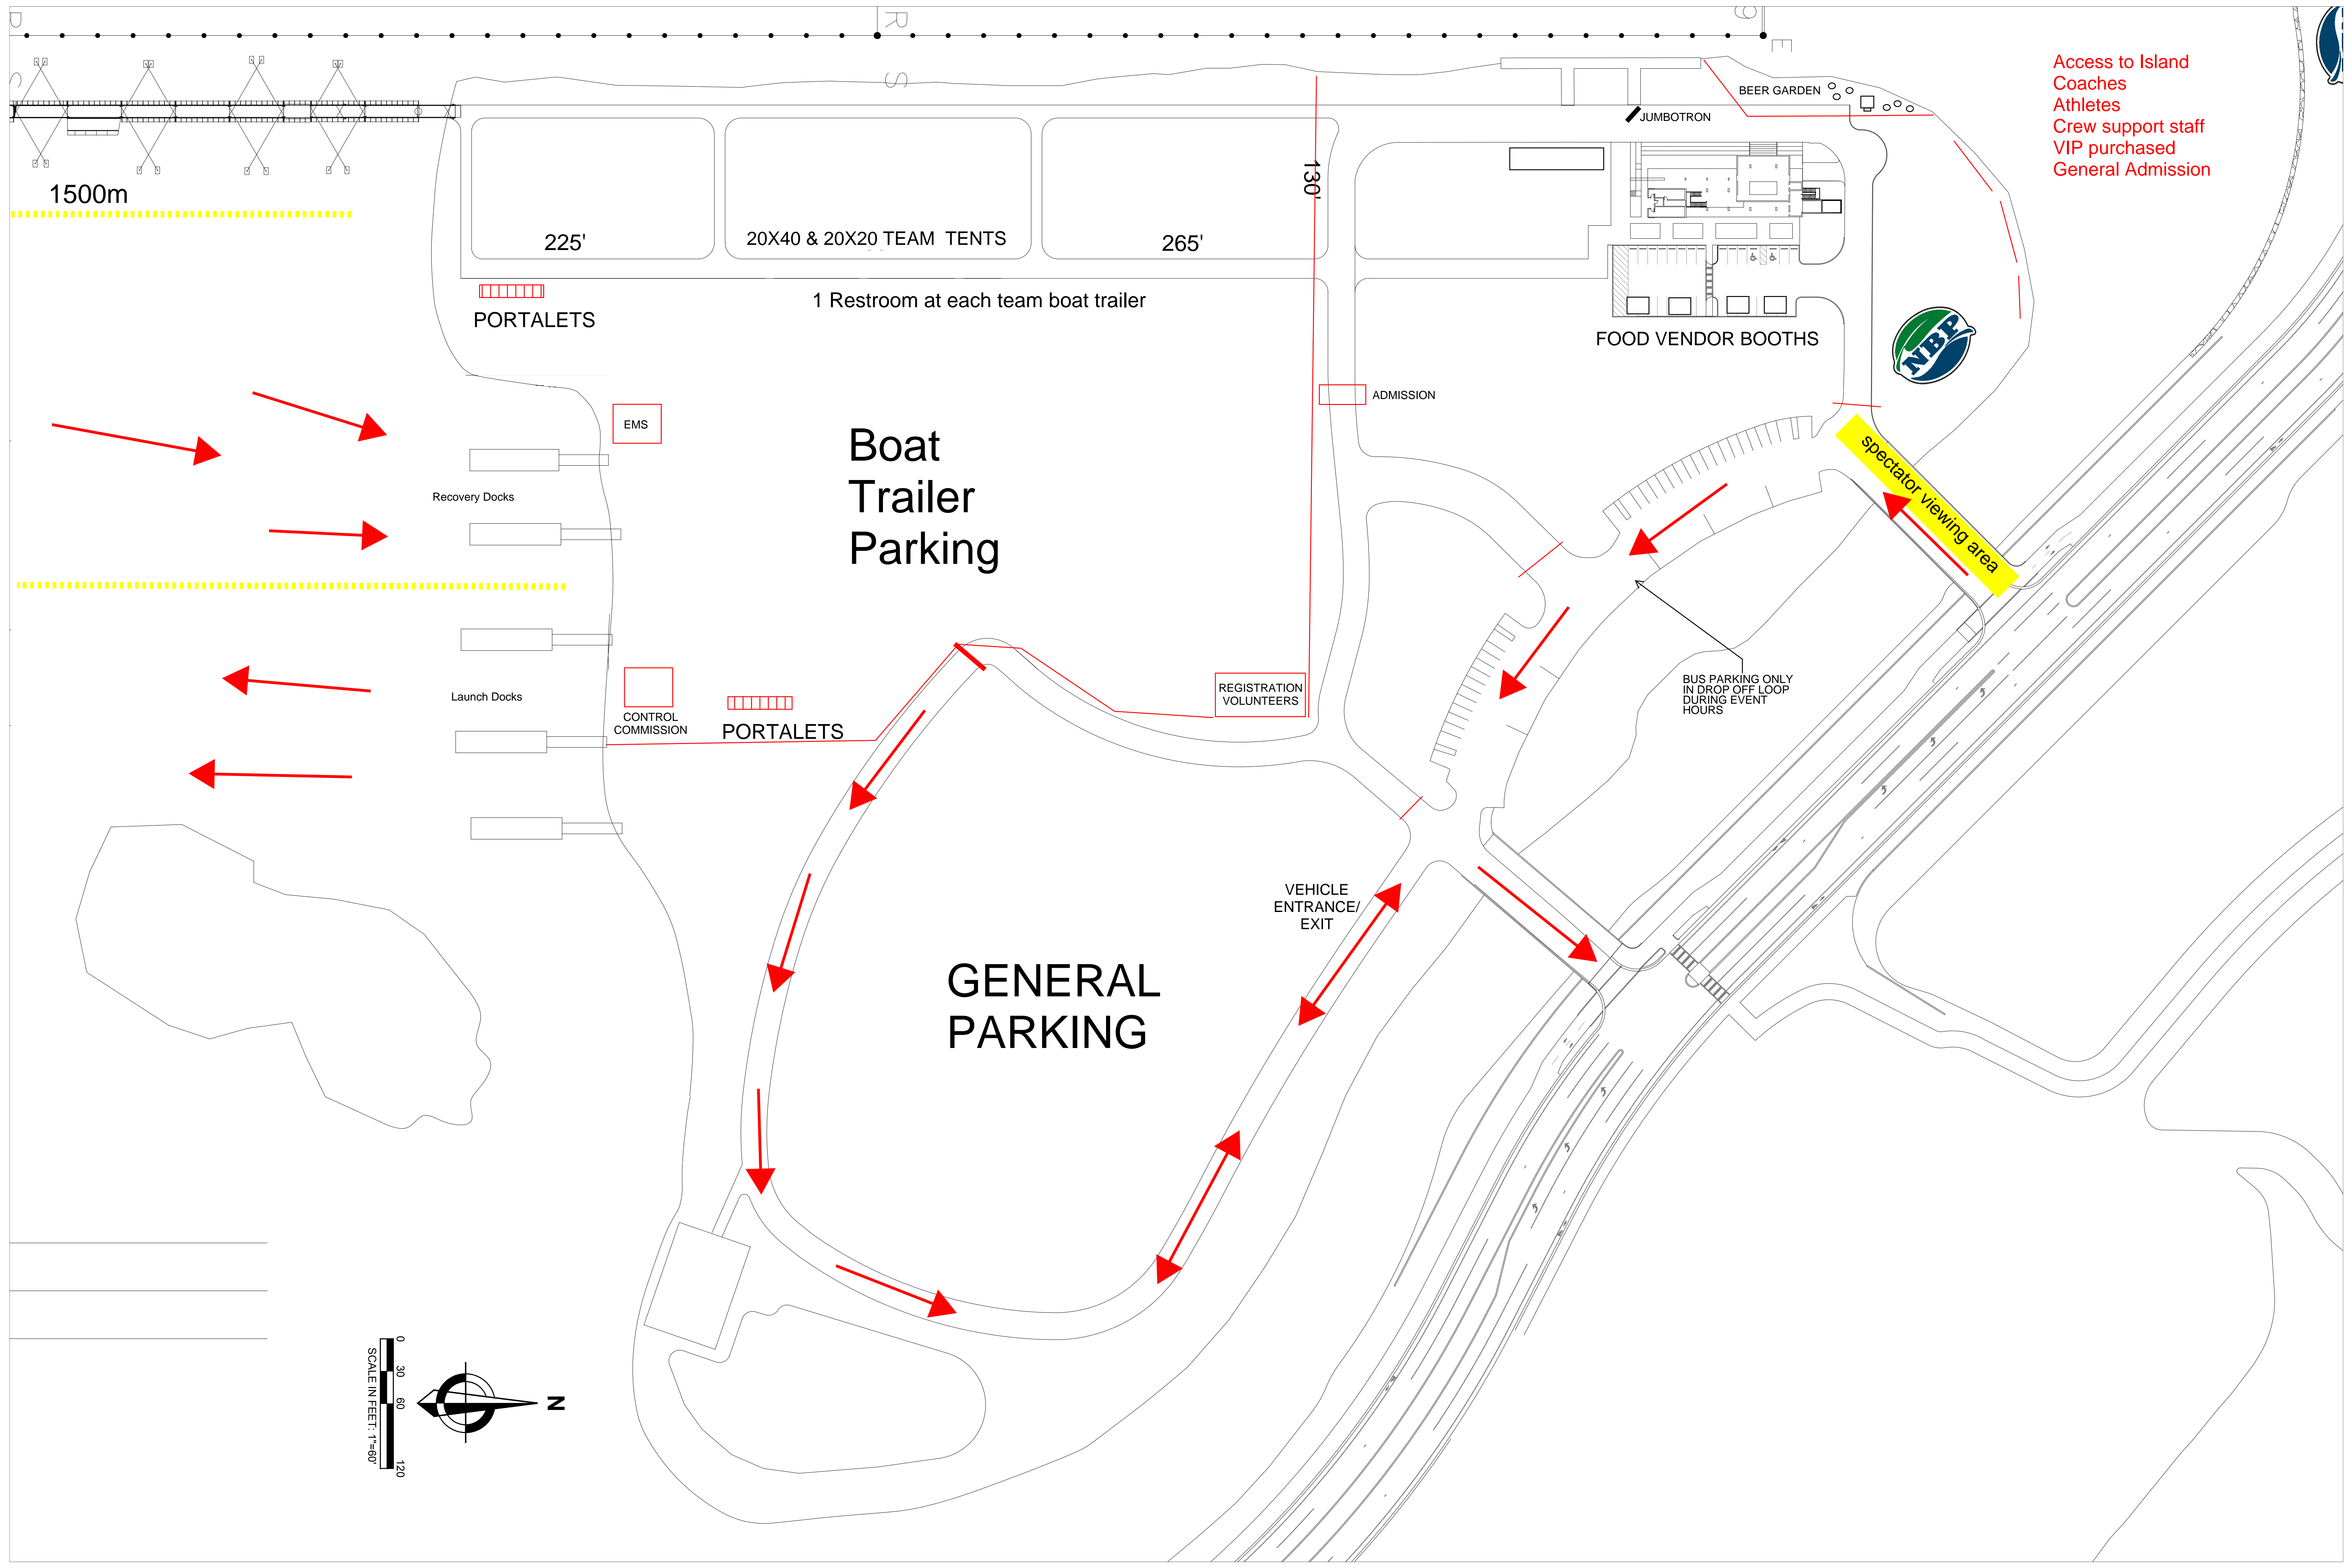 R
S
Access to Island
Coaches
Athletes
Crew support staff
VIP purchased
General Admission
BEER GARDEN
JUMBOTRON
1500m
130'
225'
20X40 & 20X20 TEAM TENTS
265'
1 Restroom at each team boat trailer
PORTALETS
FOOD VENDOR BOOTHS
NBP
ADMISSION
EMS
Boat
Trailer
Parking
spectator viewing area
Recovery Docks
Launch Docks
CONTROL
COMMISSION
PORTALETS
REGISTRATION
VOLUNTEERS
BUS PARKING ONLY
IN DROP OFF LOOP
DURING EVENT
HOURS
VEHICLE
ENTRANCE/
EXIT
GENERAL
PARKING
0 30 60 120
SCALE IN FEET: 1"=60'
N